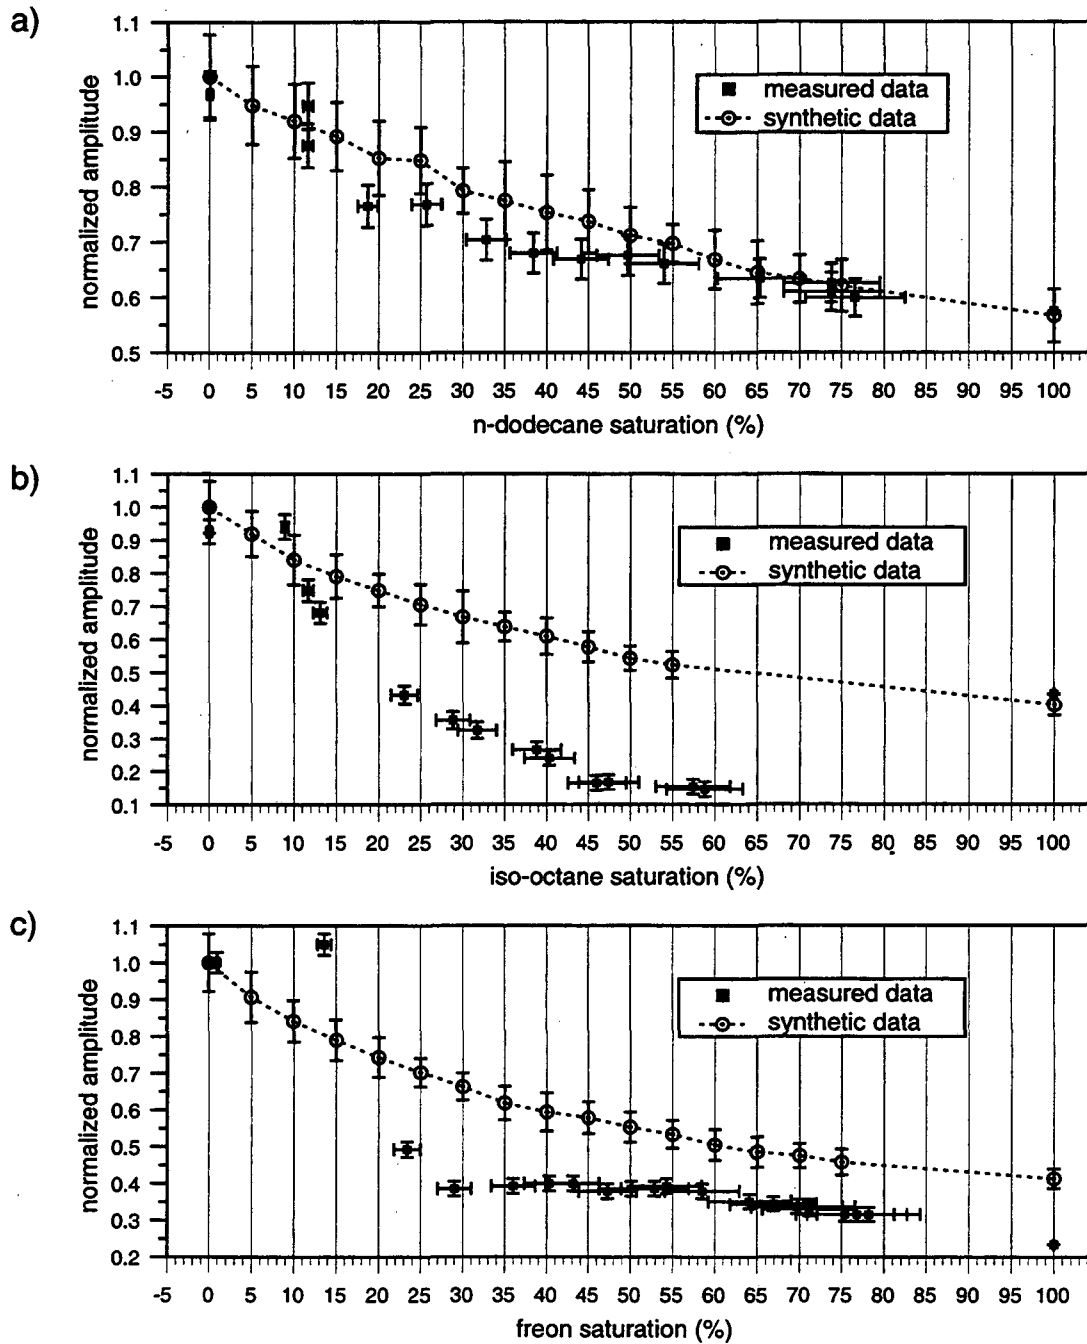 a)
normalized amplitude
1.1
1.0
0.9
0.8
0.7
0.6
0.5
measured data
synthetic data
-5 0 5 10 15 20 25 30 35 40 45 50 55 60 65 70 75 80 85 90 95 100
n-dodecane saturation (%)
b)
normalized amplitude
1.1
1.0
0.9
0.8
0.7
0.6
0.5
0.4
0.3
0.2
0.1
measured data
synthetic data
-5 0 5 10 15 20 25 30 35 40 45 50 55 60 65 70 75 80 85 90 95 100
iso-octane saturation (%)
c)
normalized amplitude
1.1
1.0
0.9
0.8
0.7
0.6
0.5
0.4
0.3
0.2
measured data
synthetic data
-5 0 5 10 15 20 25 30 35 40 45 50 55 60 65 70 75 80 85 90 95 100
freon saturation (%)